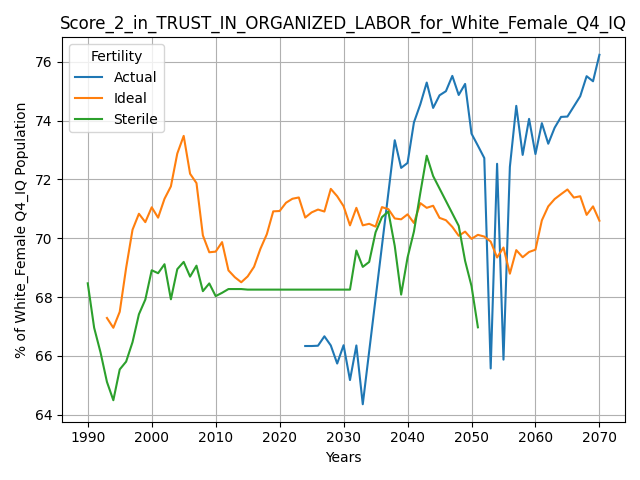 Score_2_in_TRUST_IN_ORGANIZED_LABOR_for_White_Female_Q4_IQ
Fertility
Actual
Ideal
Sterile
% of White_Female Q4_IQ Population
76
74
72
70
68
66
64
1990 2000 2010 2020 2030 2040 2050 2060 2070
Years